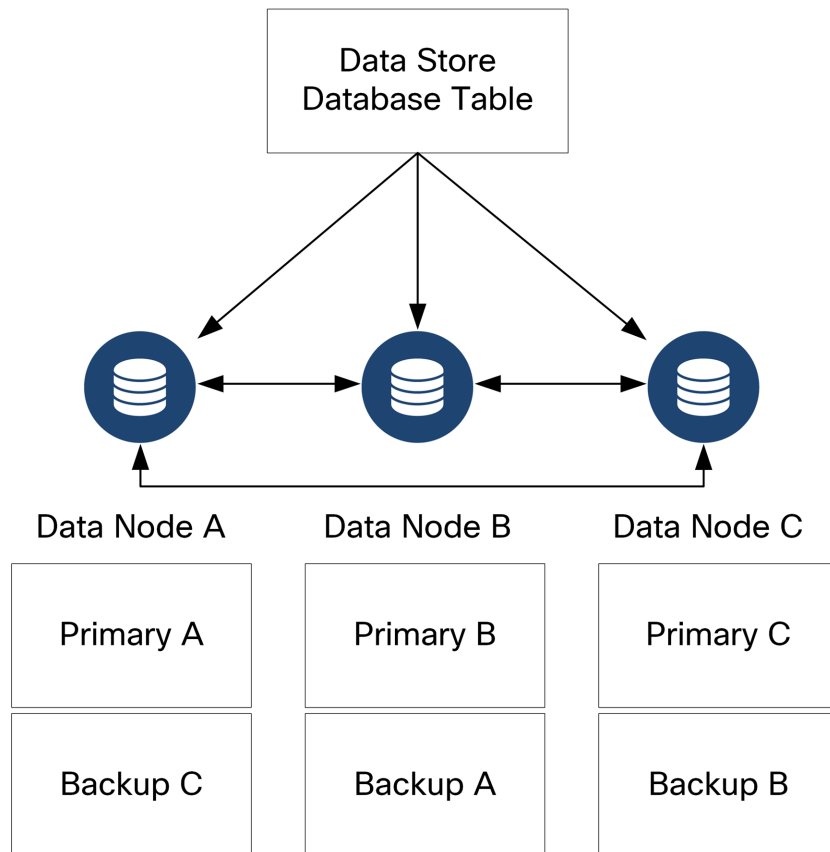 Data Store
Database Table
Data Node A
Data Node B
Data Node C
Primary A
Primary B
Primary C
Backup C
Backup A
Backup B